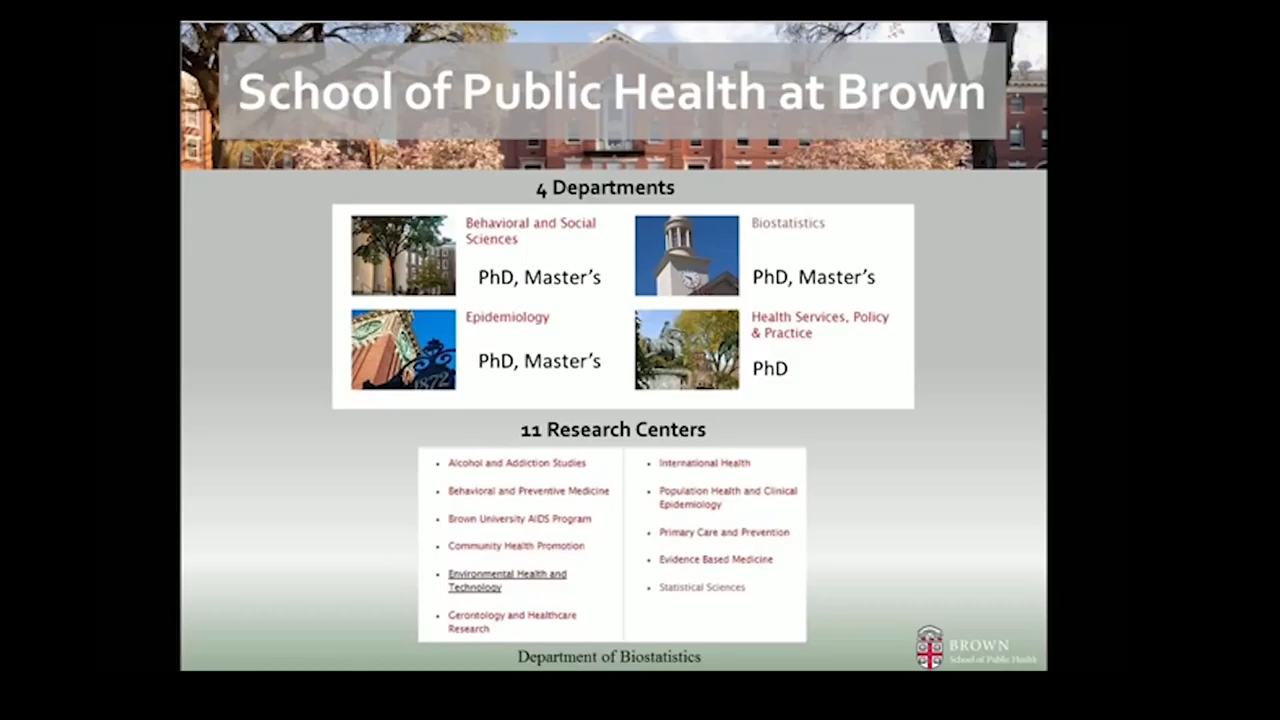 School of Public Health at Brown
4 Departments
Behavioral and Social
Sciences
PhD, Master's
Biostatistics
PhD, Master's
Epidemiology
PhD, Master's
1872
Health Services, Policy
& Practice
PhD
11 Research Centers
• Alcohol and Addiction Studies
• Behavioral and Preventive Medicine
• Brown University AIDS Program
• Community Health Promotion
• Environmental Health and
Technology
• Gerontology and Healthcare
Research
• International Health
• Population Health and Clinical
Epidemiology
• Primary Care and Prevention
• Evidence Based Medicine
• Statistical Sciences
Department of Biostatistics
BROWN
School of Public Health